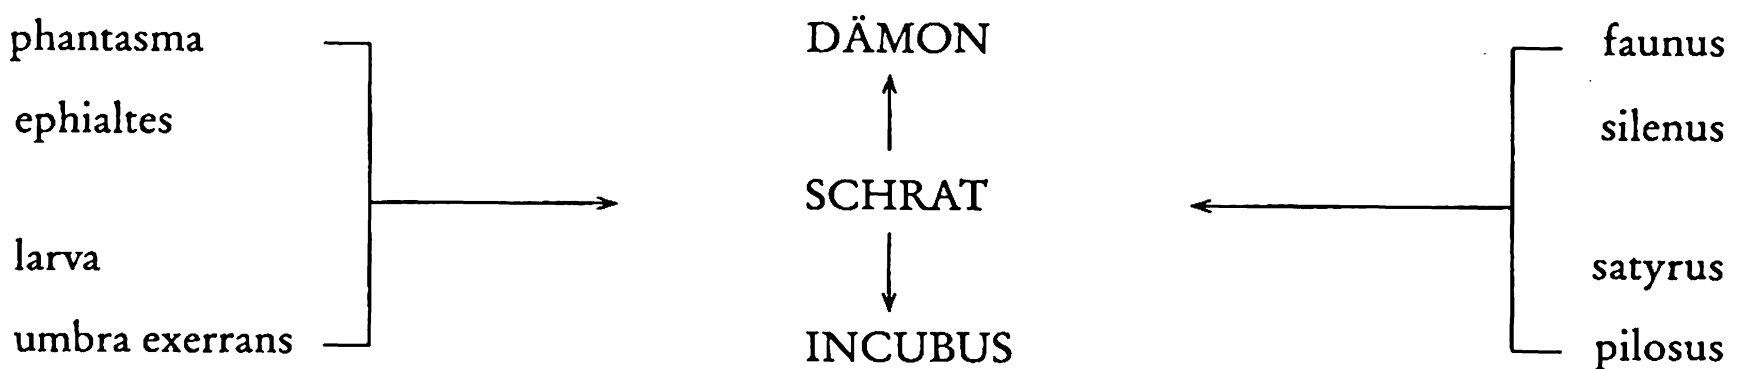 phantasma DÄMON faunus
ephialtes silenus
SCHRAT
larva satyrus
umbra exerrans INCUBUS pilosus